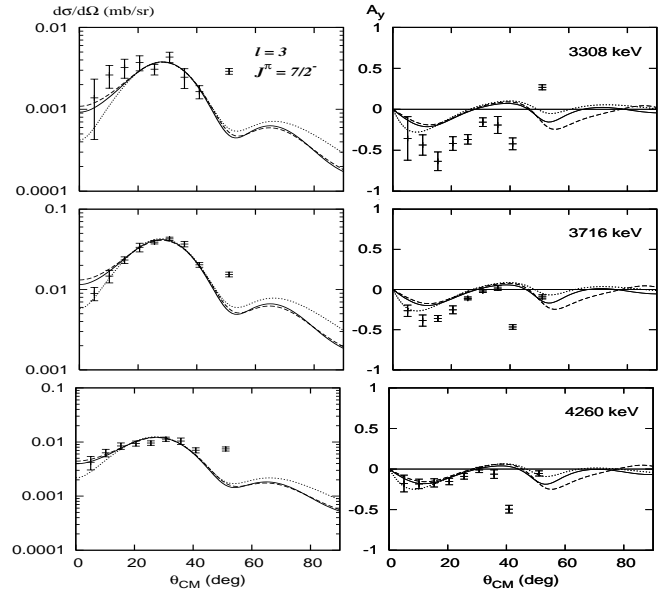 dσ/dΩ (mb/sr)
A_y
0.01
0.001
0.0001
l = 3
J^π = 7/2^-
1
0.5
0
-0.5
-1
3308 keV
0.1
0.01
0.001
1
0.5
0
-0.5
-1
3716 keV
0.1
0.01
0.001
0.0001
0 20 40 60 80
θ_CM (deg)
1
0.5
0
-0.5
-1
4260 keV
0 20 40 60 80
θ_CM (deg)